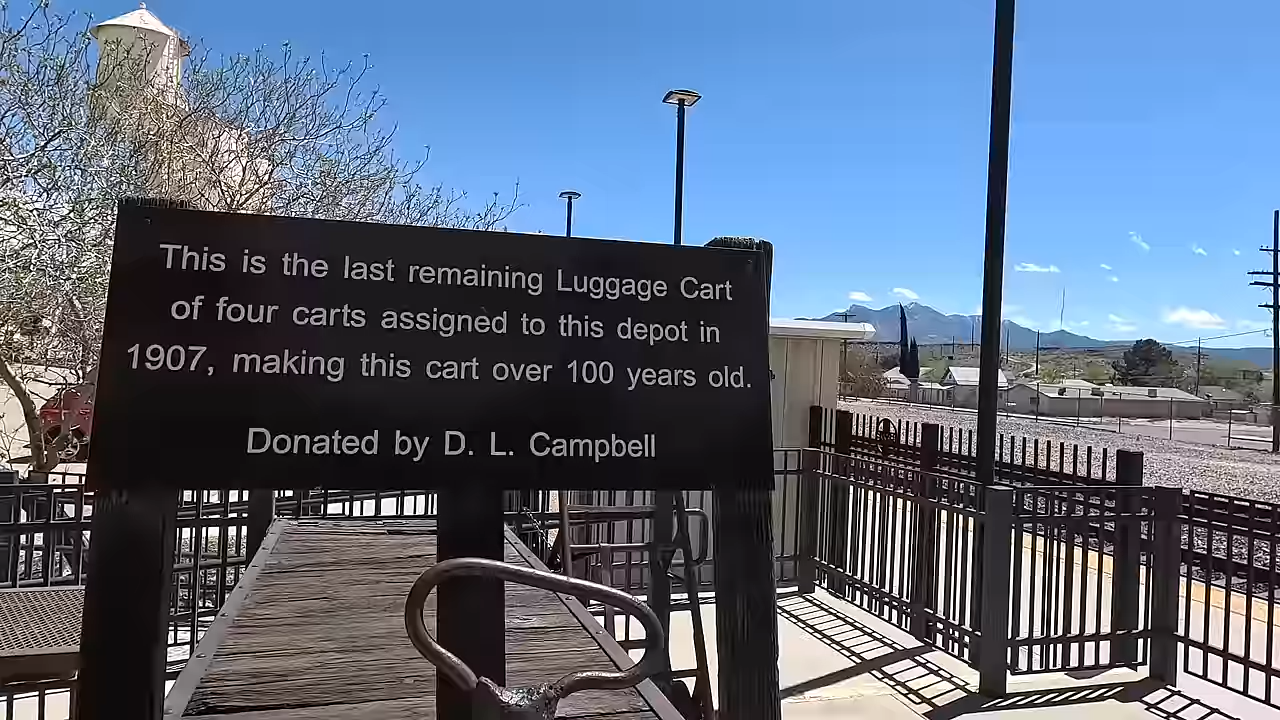 This is the last remaining Luggage Cart
of four carts assigned to this depot in
1907, making this cart over 100 years old.
Donated by D. L. Campbell